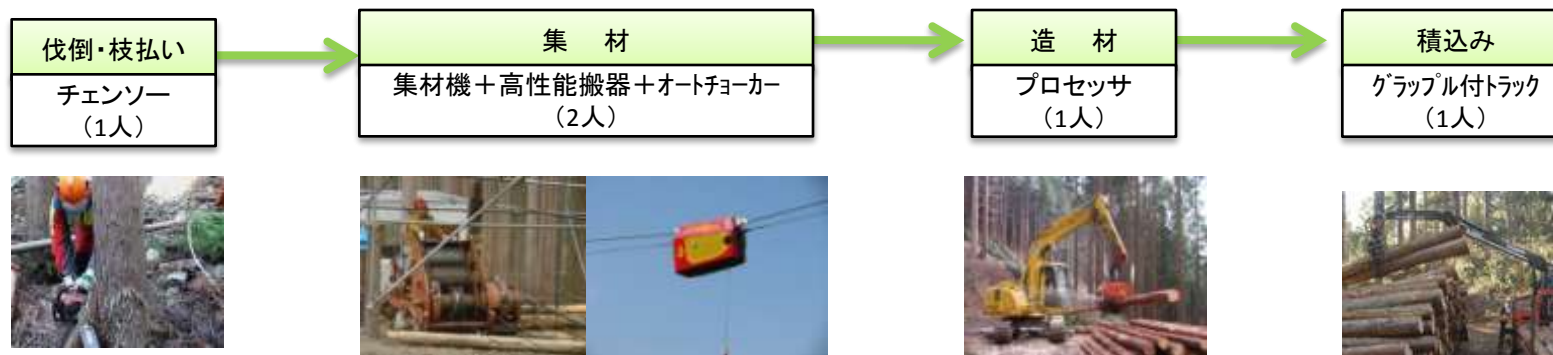 伐倒・枝払い
チェンソー
（1人）
集　材
集材機＋高性能搬器＋ｵｰﾄﾁｮｰｶｰ
（2人）
造　材
プロセッサ
（1人）
積込み
ｸﾞﾗｯﾌﾟﾙ付ﾄﾗｯｸ
（1人）